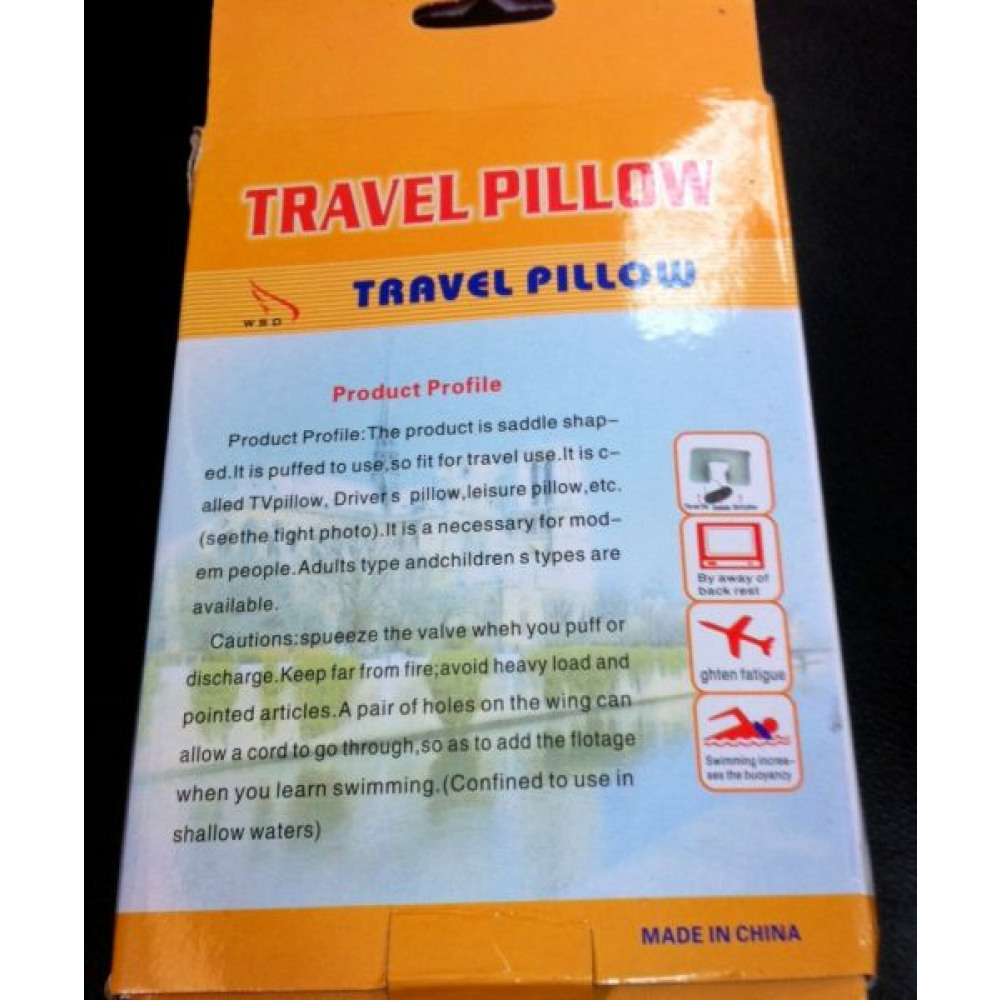 TRAVEL PILLOW
TRAVEL PILLOW
WSD
Product Profile
Product Profile:The product is saddle shap-
ed.It is puffed to use,so fit for travel use.It is c-
alled TVpillow, Driver s pillow,leisure pillow,etc.
(seethe tight photo).It is a necessary for mod-
em people.Adults type andchildren s types are
available.
Cautions:spueeze the valve wheh you puff or
discharge.Keep far from fire;avoid heavy load and
pointed articles.A pair of holes on the wing can
allow a cord to go through,so as to add the flotage
when you learn swimming.(Confined to use in
shallow waters)
By away of
back rest
ghten fatigue
Swimming increa-
ses the buoyancy
MADE IN CHINA